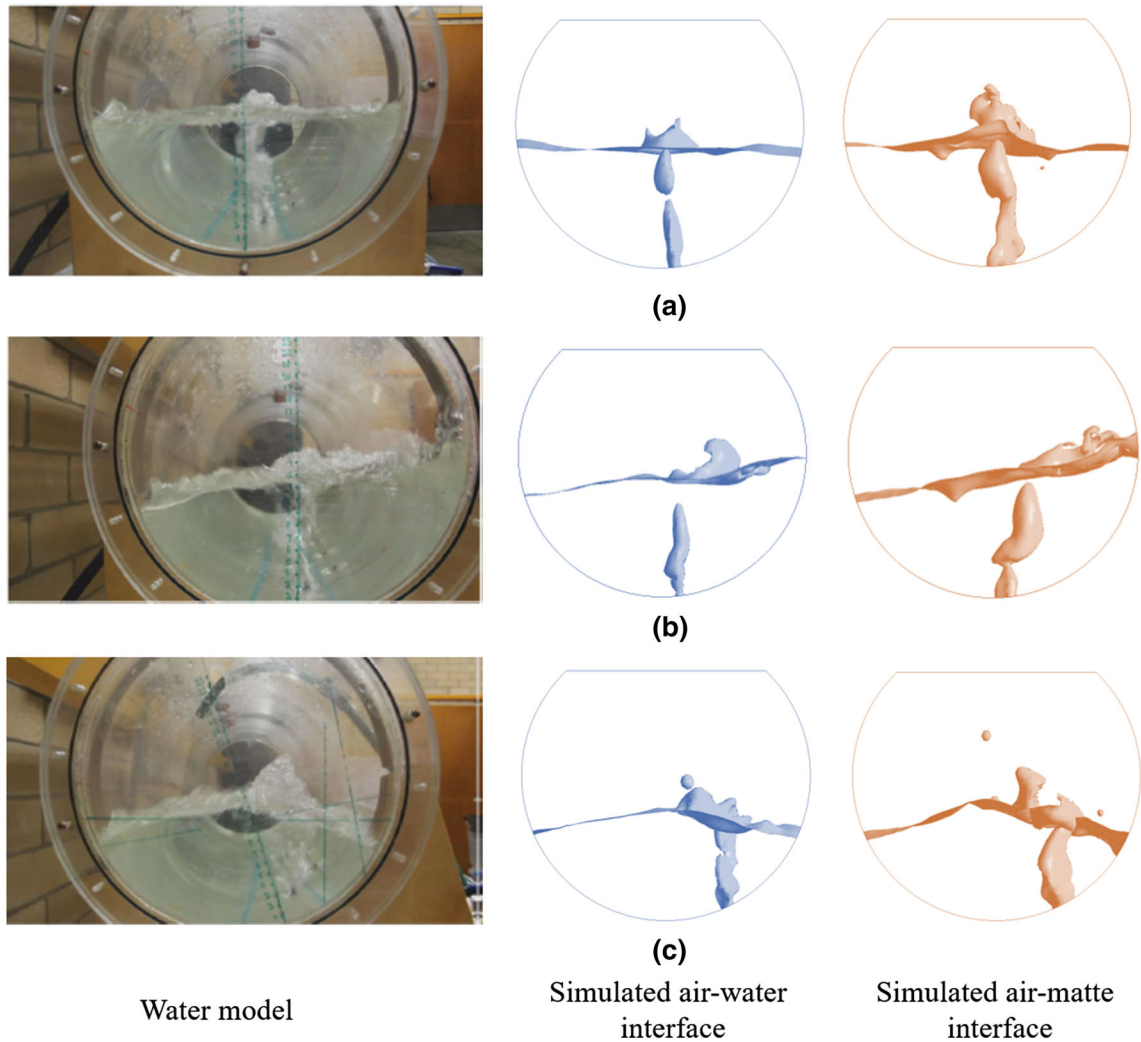 (a)
(b)
(c)
Water model
Simulated air-water
interface
Simulated air-matte
interface